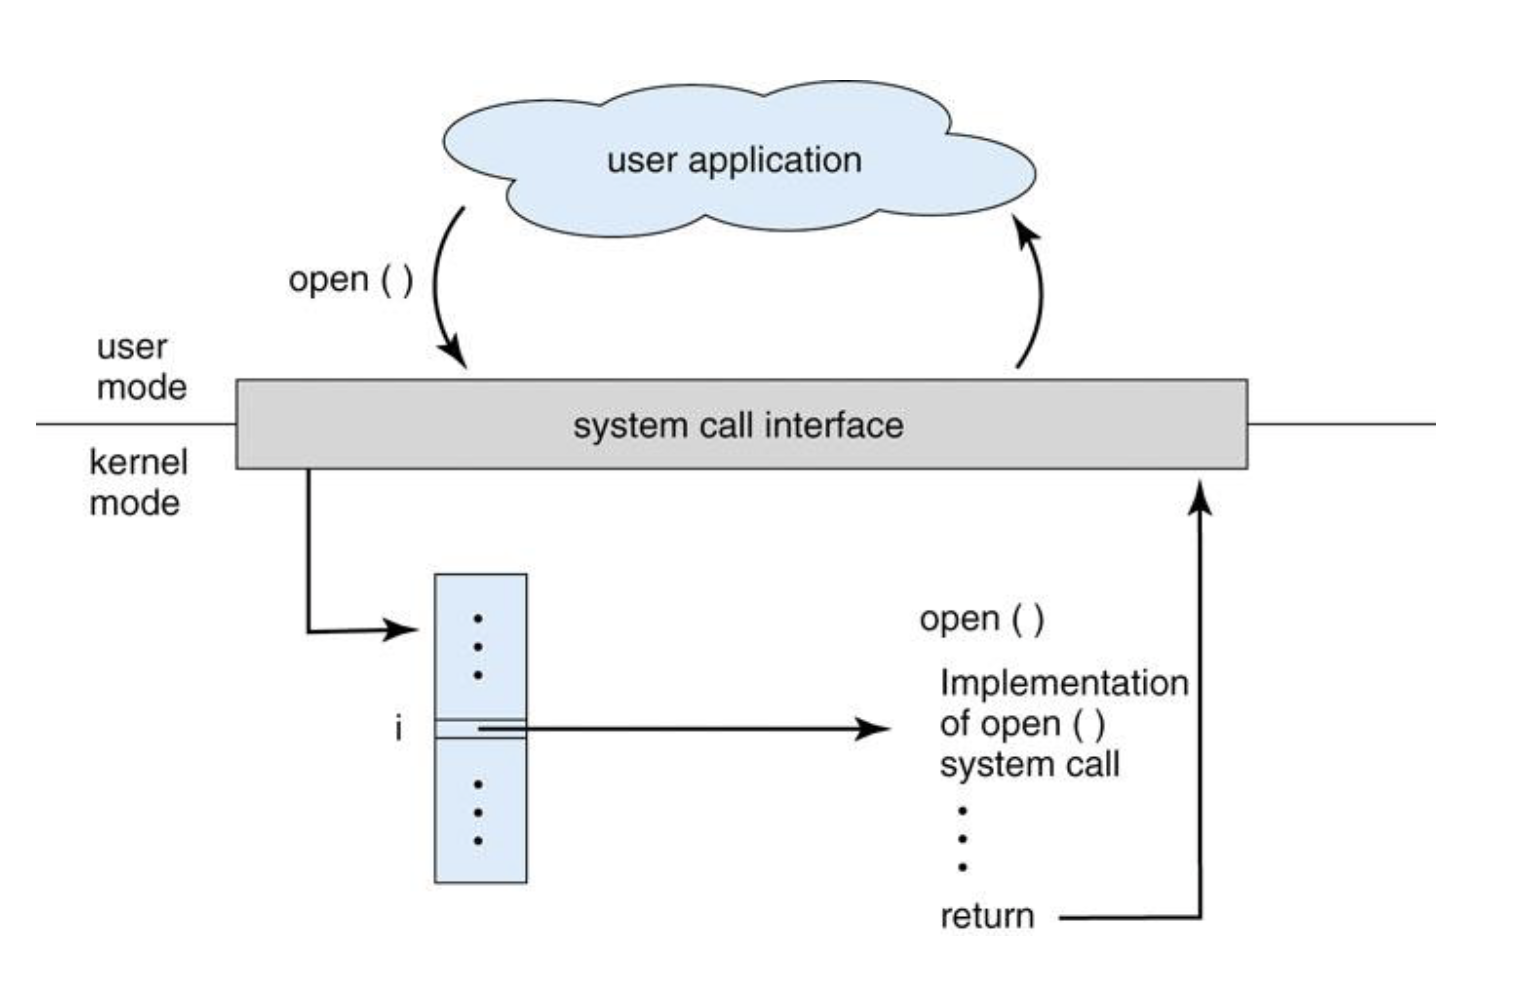 user application
open ( )
user
mode
system call interface
kernel
mode
open ( )
Implementation
of open ( )
system call
i
return